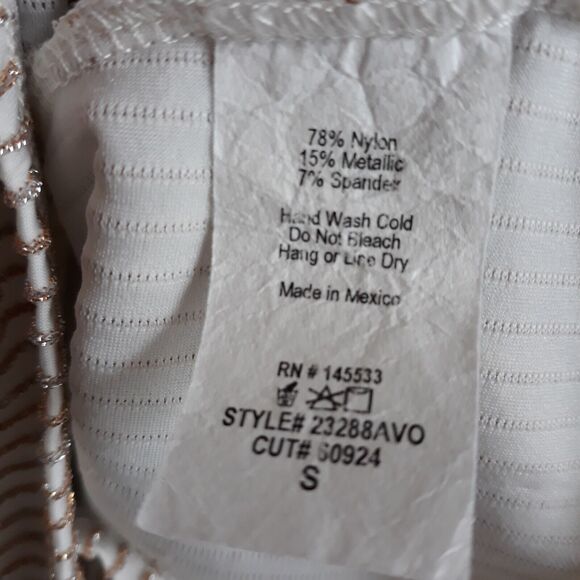 78% Nylon
15% Metallic
7% Spandex
Hand Wash Cold
Do Not Bleach
Hang or Line Dry
Made in Mexico
RN # 145533
STYLE# 23288AVO
CUT# 60924
S